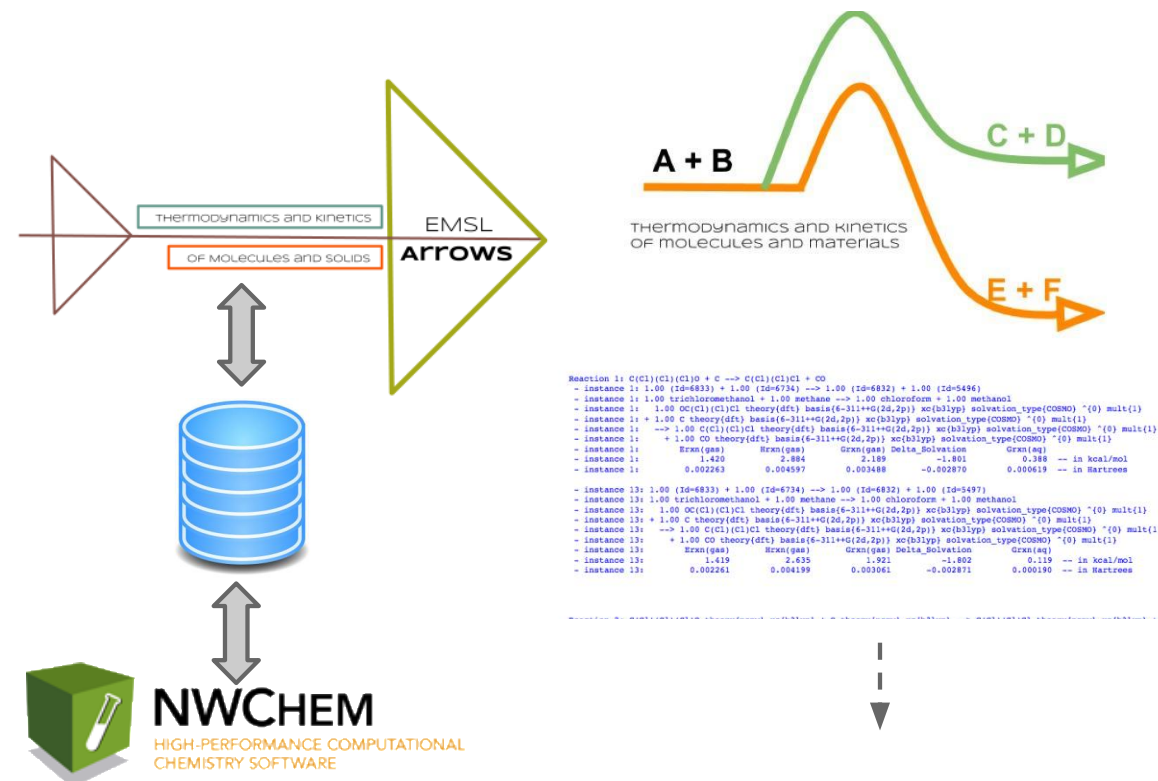 THERMODYNAMICS AND KINETICS
OF MOLECULES AND SOLIDS
EMSL
ARROWS
NWCHEM
HIGH-PERFORMANCE COMPUTATIONAL
CHEMISTRY SOFTWARE
A + B
C + D
E + F
THERMODYNAMICS AND KINETICS
OF MOLECULES AND MATERIALS
Reaction 1: C(Cl)(Cl)(Cl)O + C --> C(Cl)(Cl)Cl + CO
- instance 1: 1.00 (Id=6833) + 1.00 (Id=6734) --> 1.00 (Id=6832) + 1.00 (Id=5496)
- instance 1: 1.00 trichloromethanol + 1.00 methane --> 1.00 chloroform + 1.00 methanol
- instance 1: 1.00 OC(Cl)(Cl)Cl theory{dft} basis{6-311++G(2d,2p)} xc{b3lyp} solvation_type{COSMO} ^{0} mult{1}
- instance 1: + 1.00 C theory{dft} basis{6-311++G(2d,2p)} xc{b3lyp} solvation_type{COSMO} ^{0} mult{1}
- instance 1: --> 1.00 C(Cl)(Cl)Cl theory{dft} basis{6-311++G(2d,2p)} xc{b3lyp} solvation_type{COSMO} ^{0} mult{1}
- instance 1: + 1.00 CO theory{dft} basis{6-311++G(2d,2p)} xc{b3lyp} solvation_type{COSMO} ^{0} mult{1}
- instance 1: Erxn(gas) Hrxn(gas) Grxn(gas) Delta_Solvation Grxn(aq)
- instance 1: 1.420 2.884 2.189 -1.801 0.388 -- in kcal/mol
- instance 1: 0.002263 0.004597 0.003488 -0.002870 0.000619 -- in Hartrees
- instance 13: 1.00 (Id=6833) + 1.00 (Id=6734) --> 1.00 (Id=6832) + 1.00 (Id=5497)
- instance 13: 1.00 trichloromethanol + 1.00 methane --> 1.00 chloroform + 1.00 methanol
- instance 13: 1.00 OC(Cl)(Cl)Cl theory{dft} basis{6-311++G(2d,2p)} xc{b3lyp} solvation_type{COSMO} ^{0} mult{1}
- instance 13: + 1.00 C theory{dft} basis{6-311++G(2d,2p)} xc{b3lyp} solvation_type{COSMO} ^{0} mult{1}
- instance 13: --> 1.00 C(Cl)(Cl)Cl theory{dft} basis{6-311++G(2d,2p)} xc{b3lyp} solvation_type{COSMO} ^{0} mult{1
- instance 13: + 1.00 CO theory{dft} basis{6-311++G(2d,2p)} xc{b3lyp} solvation_type{COSMO} ^{0} mult{1}
- instance 13: Erxn(gas) Hrxn(gas) Grxn(gas) Delta_Solvation Grxn(aq)
- instance 13: 1.419 2.635 1.921 -1.802 0.119 -- in kcal/mol
- instance 13: 0.002261 0.004199 0.003061 -0.002871 0.000190 -- in Hartrees